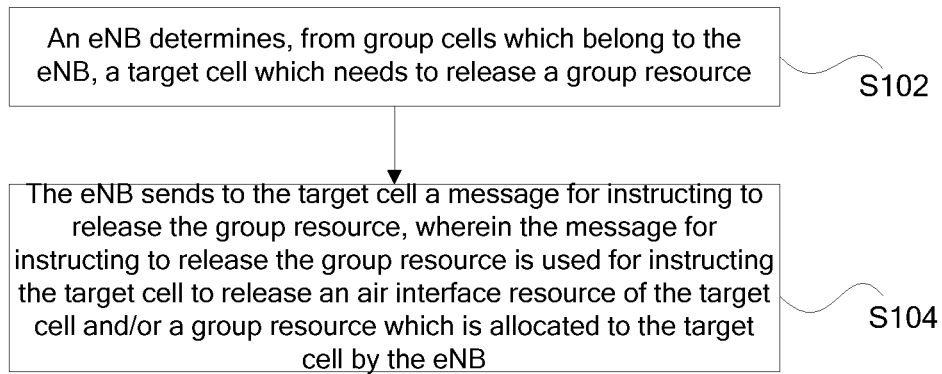 An eNB determines, from group cells which belong to the
eNB, a target cell which needs to release a group resource
S102
The eNB sends to the target cell a message for instructing to
release the group resource, wherein the message for
instructing to release the group resource is used for instructing
the target cell to release an air interface resource of the target
cell and/or a group resource which is allocated to the target
cell by the eNB
S104